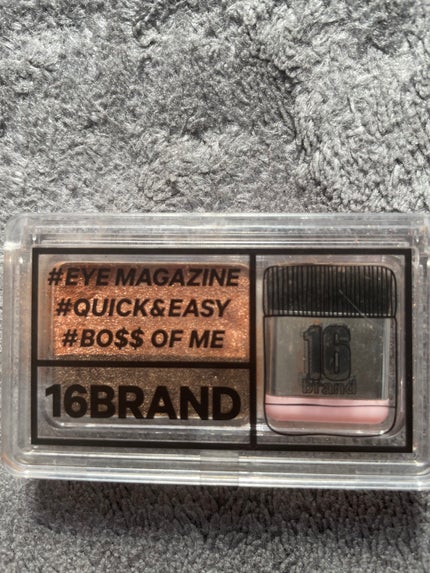 #EYE MAGAZINE
#QUICK&EASY
#BO$$ OF ME
16BRAND
16
brand